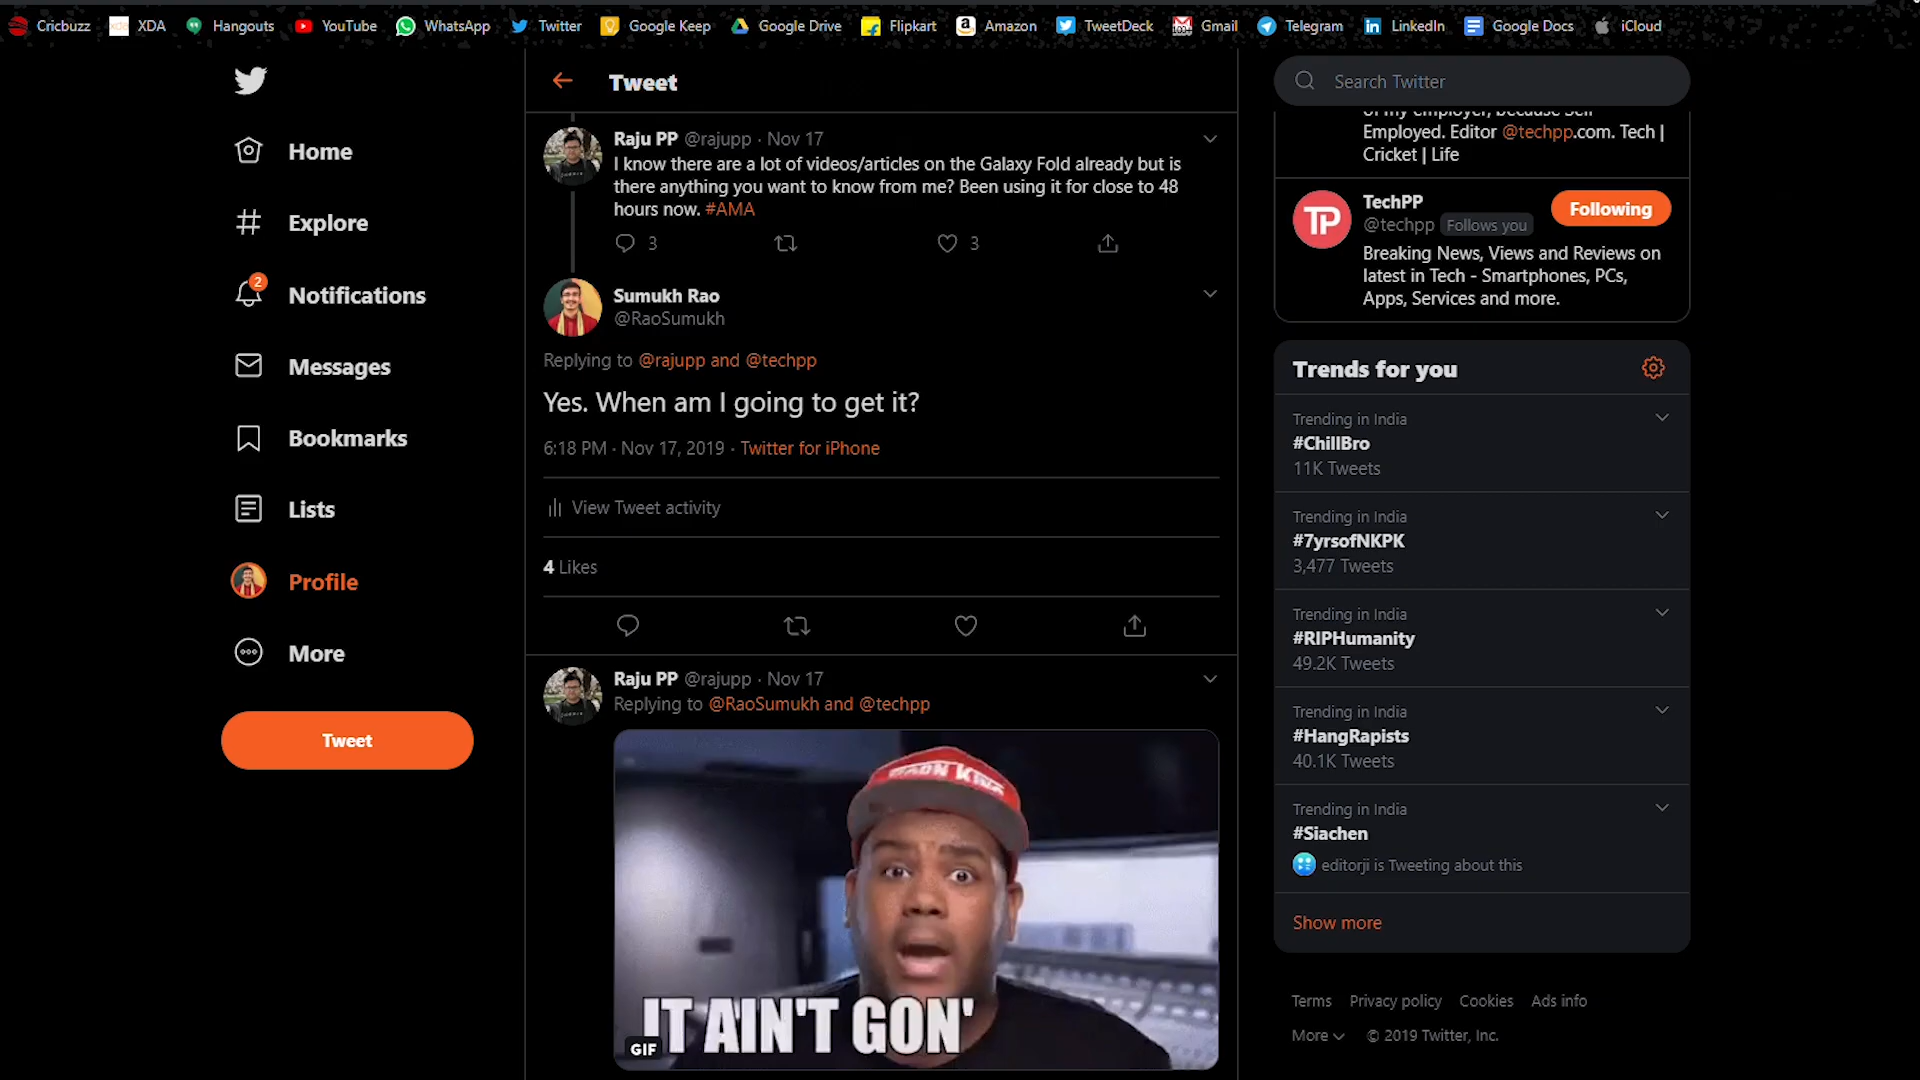 Cricbuzz XDA Hangouts YouTube WhatsApp Twitter Google Keep Google Drive Flipkart Amazon TweetDeck Gmail Telegram LinkedIn Google Docs iCloud
Home
Explore
2
Notifications
Messages
Bookmarks
Lists
Profile
More
Tweet
Tweet
Raju PP @rajupp · Nov 17
I know there are a lot of videos/articles on the Galaxy Fold already but is
there anything you want to know from me? Been using it for close to 48
hours now. #AMA
3 3
Sumukh Rao
@RaoSumukh
Replying to @rajupp and @techpp
Yes. When am I going to get it?
6:18 PM · Nov 17, 2019 · Twitter for iPhone
View Tweet activity
4 Likes
Raju PP @rajupp · Nov 17
Replying to @RaoSumukh and @techpp
IT AIN'T GON'
GIF
Search Twitter
of my employer, because Self
Employed. Editor @techpp.com. Tech |
Cricket | Life
TP
TechPP
@techpp Follows you
Following
Breaking News, Views and Reviews on
latest in Tech - Smartphones, PCs,
Apps, Services and more.
Trends for you
Trending in India
#ChillBro
11K Tweets
Trending in India
#7yrsofNKPK
3,477 Tweets
Trending in India
#RIPHumanity
49.2K Tweets
Trending in India
#HangRapists
40.1K Tweets
Trending in India
#Siachen
editorji is Tweeting about this
Show more
Terms Privacy policy Cookies Ads info
More © 2019 Twitter, Inc.